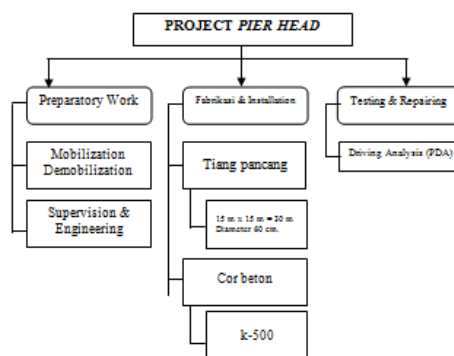 PROJECT PIER HEAD
Preparatory Work
Fabrikasi & Installation
Testing & Repairing
Mobilization
Demobilization
Tiang pancang
Driving Analysis (PDA)
Supervision &
Engineering
15 m x 15 m = 30 m
Diameter 60 cm.
Cor beton
k-500